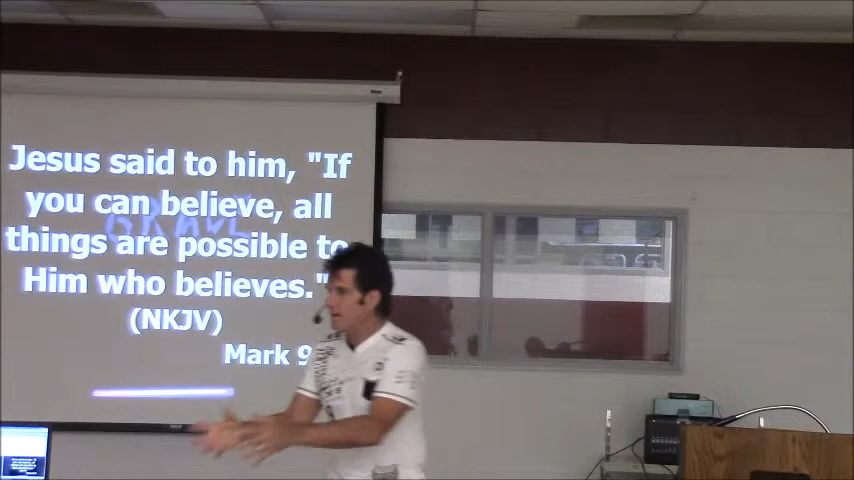 Jesus said to him, "If
you can believe, all
things are possible to
Him who believes."
(NKJV)
Mark 9